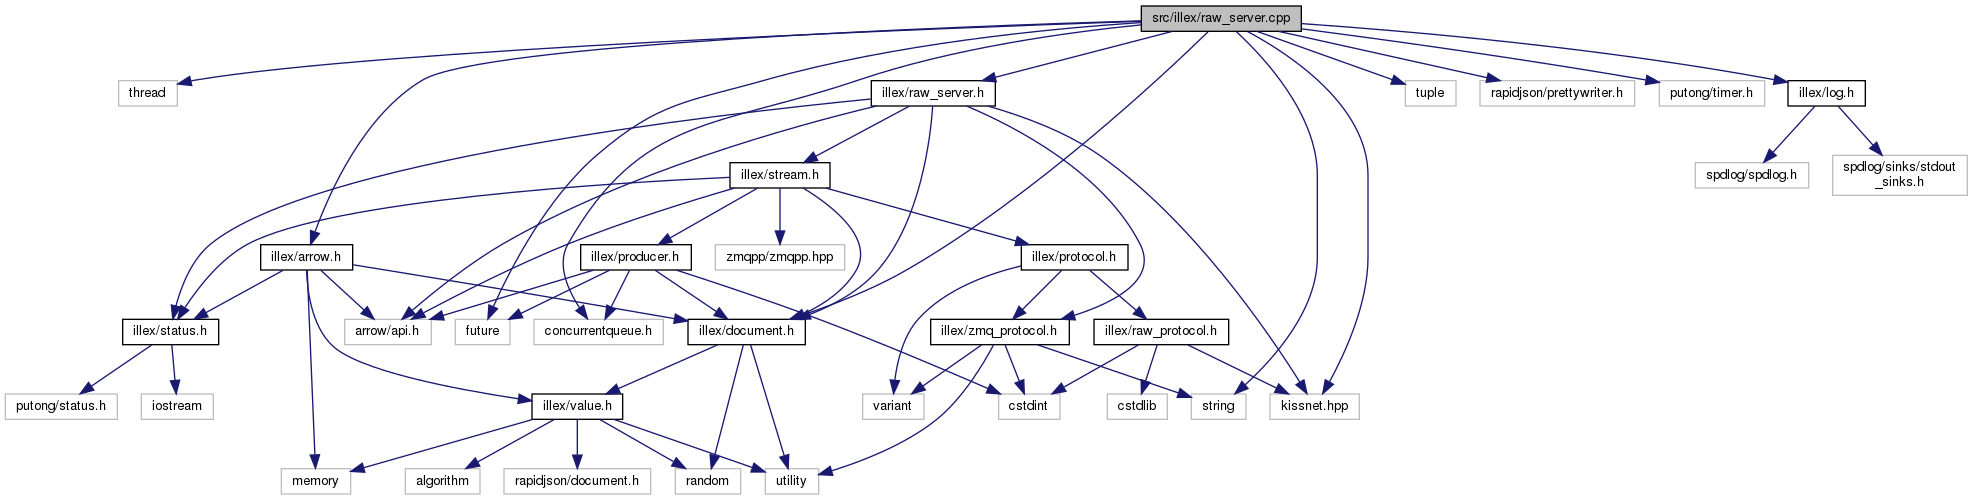 src/illex/raw_server.cpp
thread
illex/raw_server.h
tuple
rapidjson/prettywriter.h
putong/timer.h
illex/log.h
illex/stream.h
spdlog/spdlog.h
spdlog/sinks/stdout
_sinks.h
illex/arrow.h
illex/producer.h
zmqpp/zmqpp.hpp
illex/protocol.h
illex/status.h
arrow/api.h
future
concurrentqueue.h
illex/document.h
illex/zmq_protocol.h
illex/raw_protocol.h
putong/status.h
iostream
illex/value.h
variant
cstdint
cstdlib
string
kissnet.hpp
memory
algorithm
rapidjson/document.h
random
utility